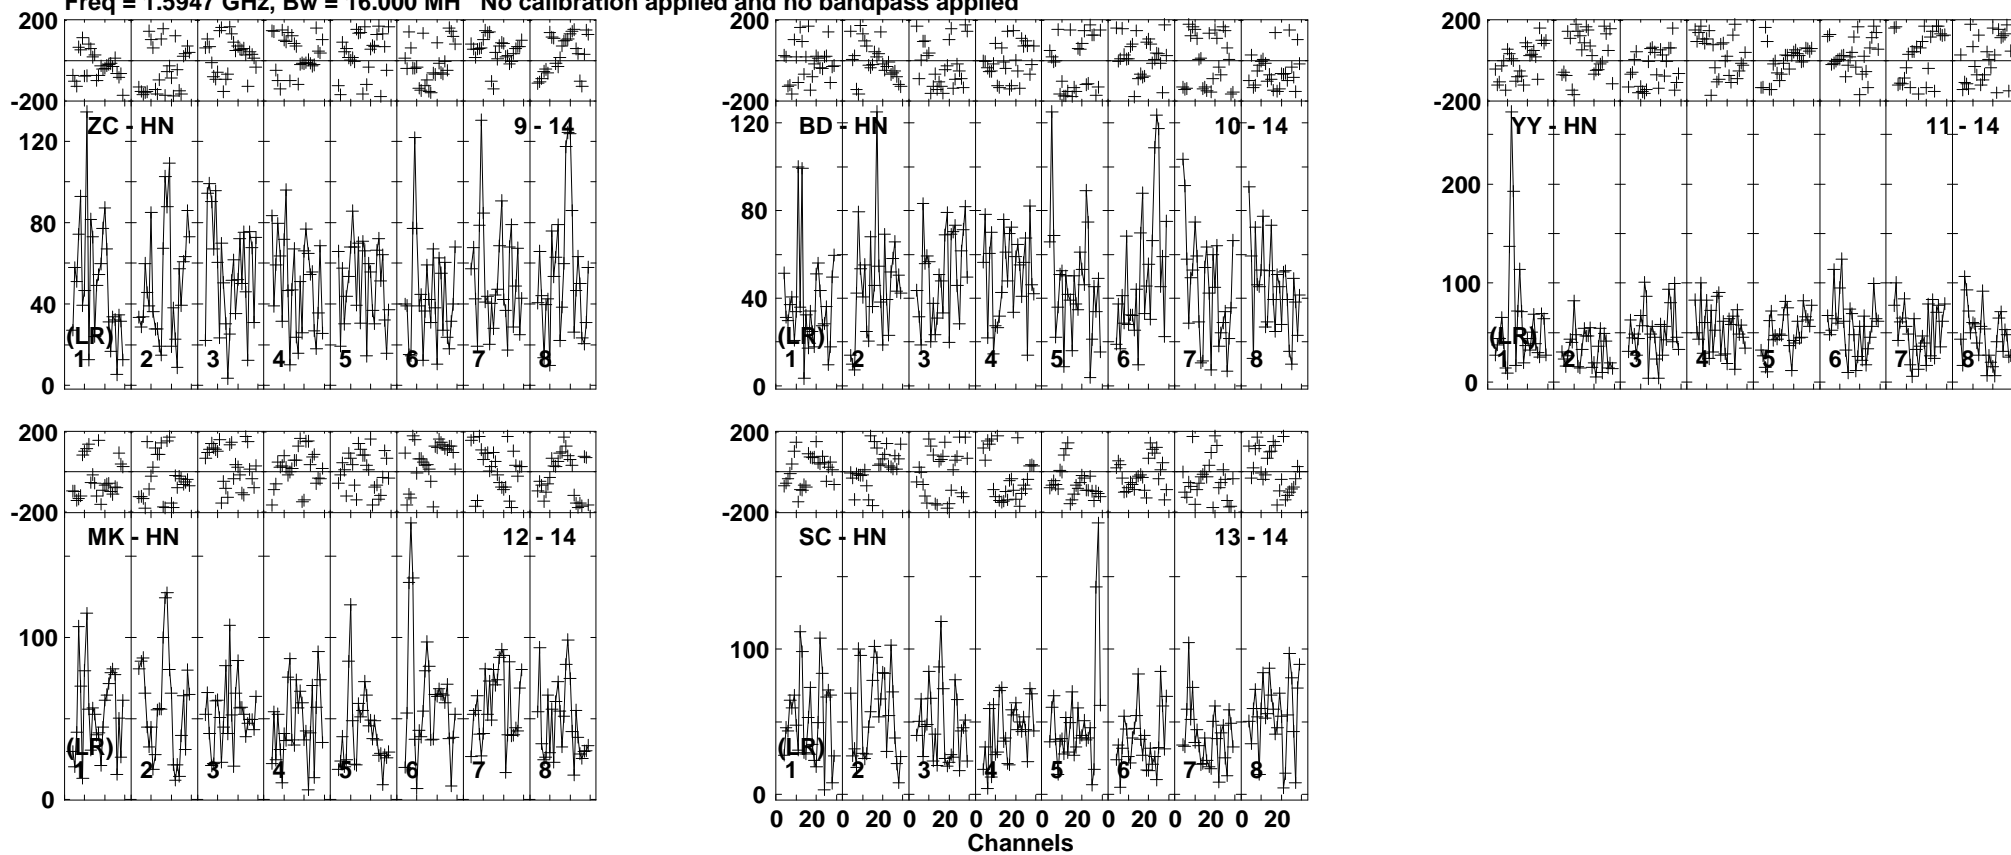 Freq = 1.5947 GHz, Bw = 16.000 MH No calibration applied and no bandpass applied
200 200 200
-200 -200 -200
ZC - HN 9 - 14 BD - HN 10 - 14 YY - HN 11 - 14
120 120
80 80 200
40 40 100
(LR) (LR) (LR)
1 2 3 4 5 6 7 8 1 2 3 4 5 6 7 8 1 2 3 4 5 6 7 8
0 0 0
200 200
-200 -200
MK - HN 12 - 14 SC - HN 13 - 14
100 100
(LR) (LR)
1 2 3 4 5 6 7 8 1 2 3 4 5 6 7 8
0 0
0 20 0 20 0 20 0 20 0 20 0 20 0 20 0 20
Channels